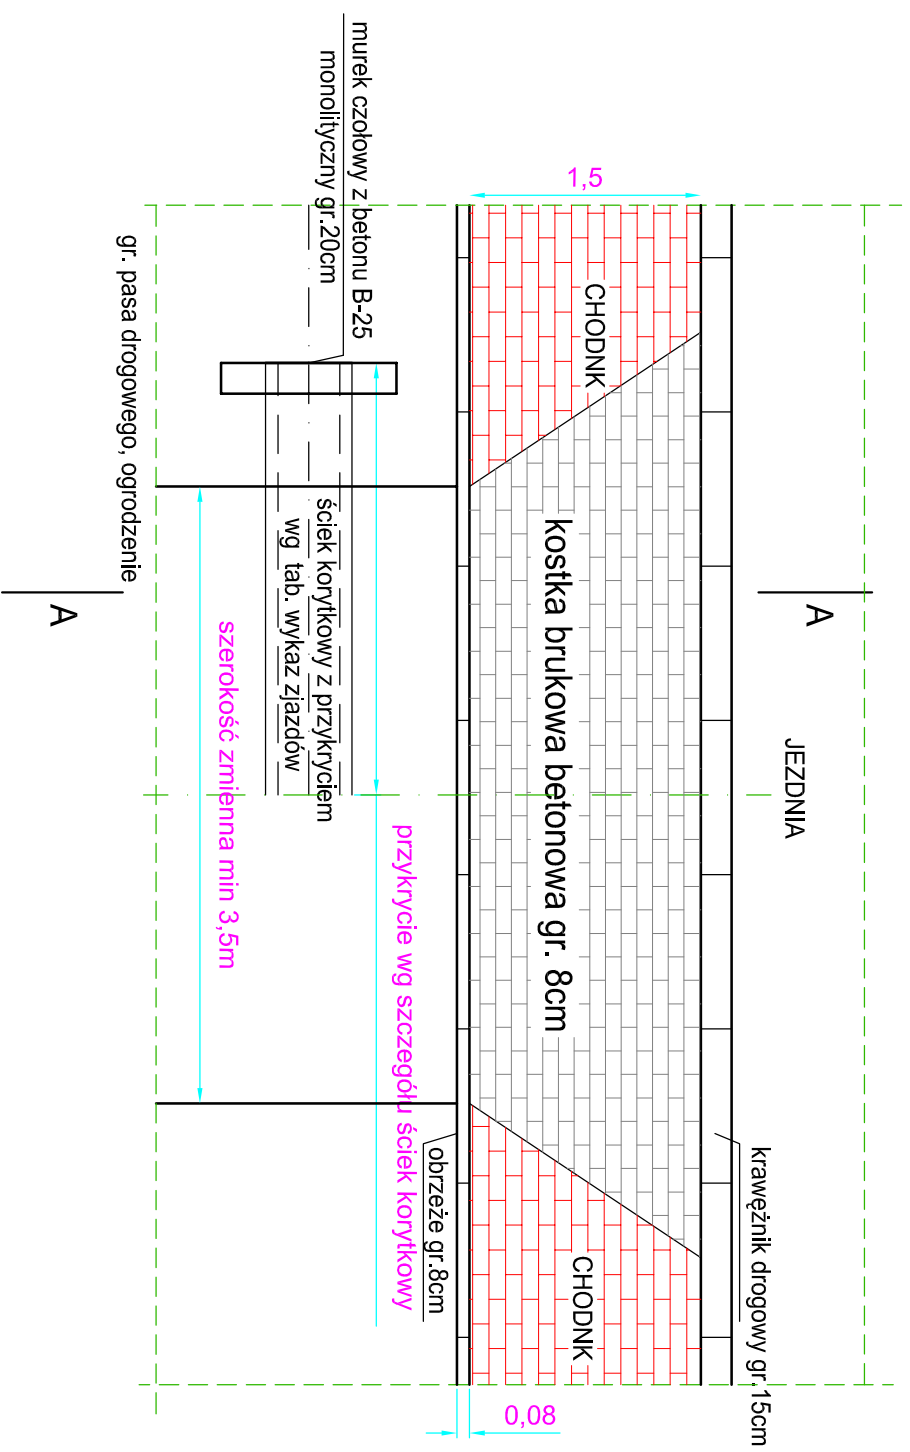 JEZDNIA
A
A
krawężnik drogowy gr.15cm
1,5
CHODNK
CHODNK
kostka brukowa betonowa gr. 8cm
0,08
obrzeże gr.8cm
przykrycie wg szczegółu ściek korytkowy
murek czołowy z betonu B-25
monolityczny gr.20cm
ściek korytkowy z przykryciem
wg tab. wykaz zjazdów
szerokość zmienna min 3,5m
gr. pasa drogowego, ogrodzenie